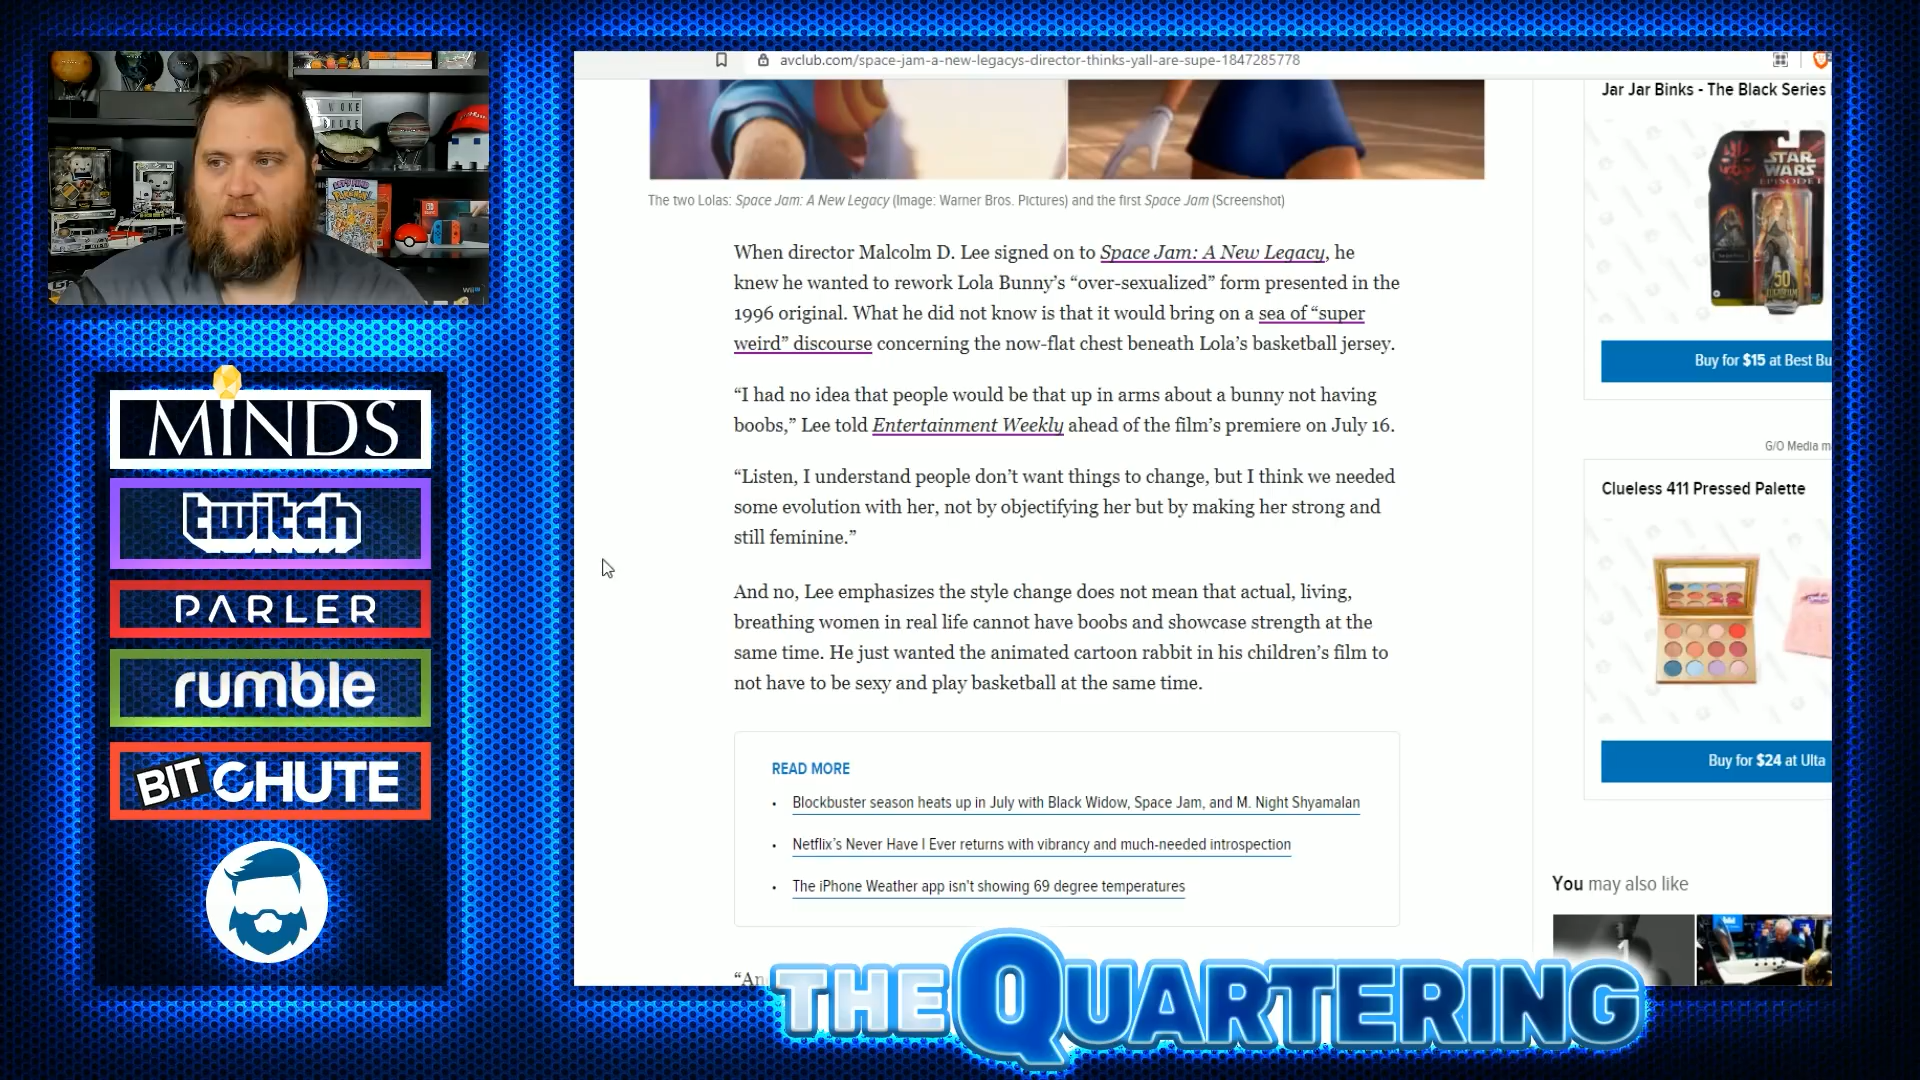 avclub.com/space-jam-a-new-legacys-director-thinks-yall-are-supe-1847285778
The two Lolas: Space Jam: A New Legacy (Image: Warner Bros. Pictures) and the first Space Jam (Screenshot)
When director Malcolm D. Lee signed on to Space Jam: A New Legacy, he
knew he wanted to rework Lola Bunny’s “over-sexualized” form presented in the
1996 original. What he did not know is that it would bring on a sea of “super
weird” discourse concerning the now-flat chest beneath Lola’s basketball jersey.
“I had no idea that people would be that up in arms about a bunny not having
boobs,” Lee told Entertainment Weekly ahead of the film’s premiere on July 16.
“Listen, I understand people don’t want things to change, but I think we needed
some evolution with her, not by objectifying her but by making her strong and
still feminine.”
And no, Lee emphasizes the style change does not mean that actual, living,
breathing women in real life cannot have boobs and showcase strength at the
same time. He just wanted the animated cartoon rabbit in his children’s film to
not have to be sexy and play basketball at the same time.
READ MORE
• Blockbuster season heats up in July with Black Widow, Space Jam, and M. Night Shyamalan
• Netflix’s Never Have I Ever returns with vibrancy and much-needed introspection
• The iPhone Weather app isn't showing 69 degree temperatures
“An
Jar Jar Binks - The Black Series
STAR
WARS
EPISODE I
50
Buy for $15 at Best Bu
G/O Media m
Clueless 411 Pressed Palette
Buy for $24 at Ulta
You may also like
MINDS
twitch
PARLER
rumble
BITCHUTE
THE QUARTERING